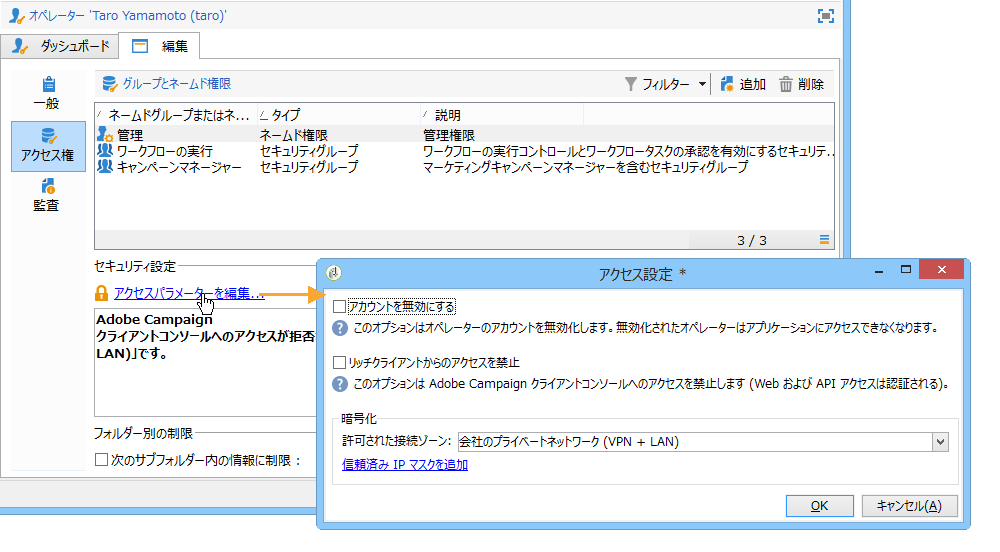 オペレーター 'Taro Yamamoto (taro)'
ダッシュボード
編集
一般
アクセス権
監査
グループとネームド権限
フィルター
追加
削除
ネームドグループまたはネ... タイプ 説明
管理 ネームド権限 管理権限
ワークフローの実行 セキュリティグループ ワークフローの実行コントロールとワークフロータスクの承認を有効にするセキュリテ...
キャンペーンマネージャー セキュリティグループ マーケティングキャンペーンマネージャーを含むセキュリティグループ
3 / 3
セキュリティ設定
アクセスパラメーターを編集...
Adobe Campaign
クライアントコンソールへのアクセスが拒否
LAN)」です。
フォルダー別の制限
次のサブフォルダー内の情報に制限：
アクセス設定 *
アカウントを無効にする
このオプションはオペレーターのアカウントを無効化します。無効化されたオペレーターはアプリケーションにアクセスできなくなります。
リッチクライアントからのアクセスを禁止
このオプションは Adobe Campaign クライアントコンソールへのアクセスを禁止します (Web および API アクセスは認証される)。
暗号化
許可された接続ゾーン: 会社のプライベートネットワーク (VPN + LAN)
信頼済み IP マスクを追加
OK
キャンセル(A)